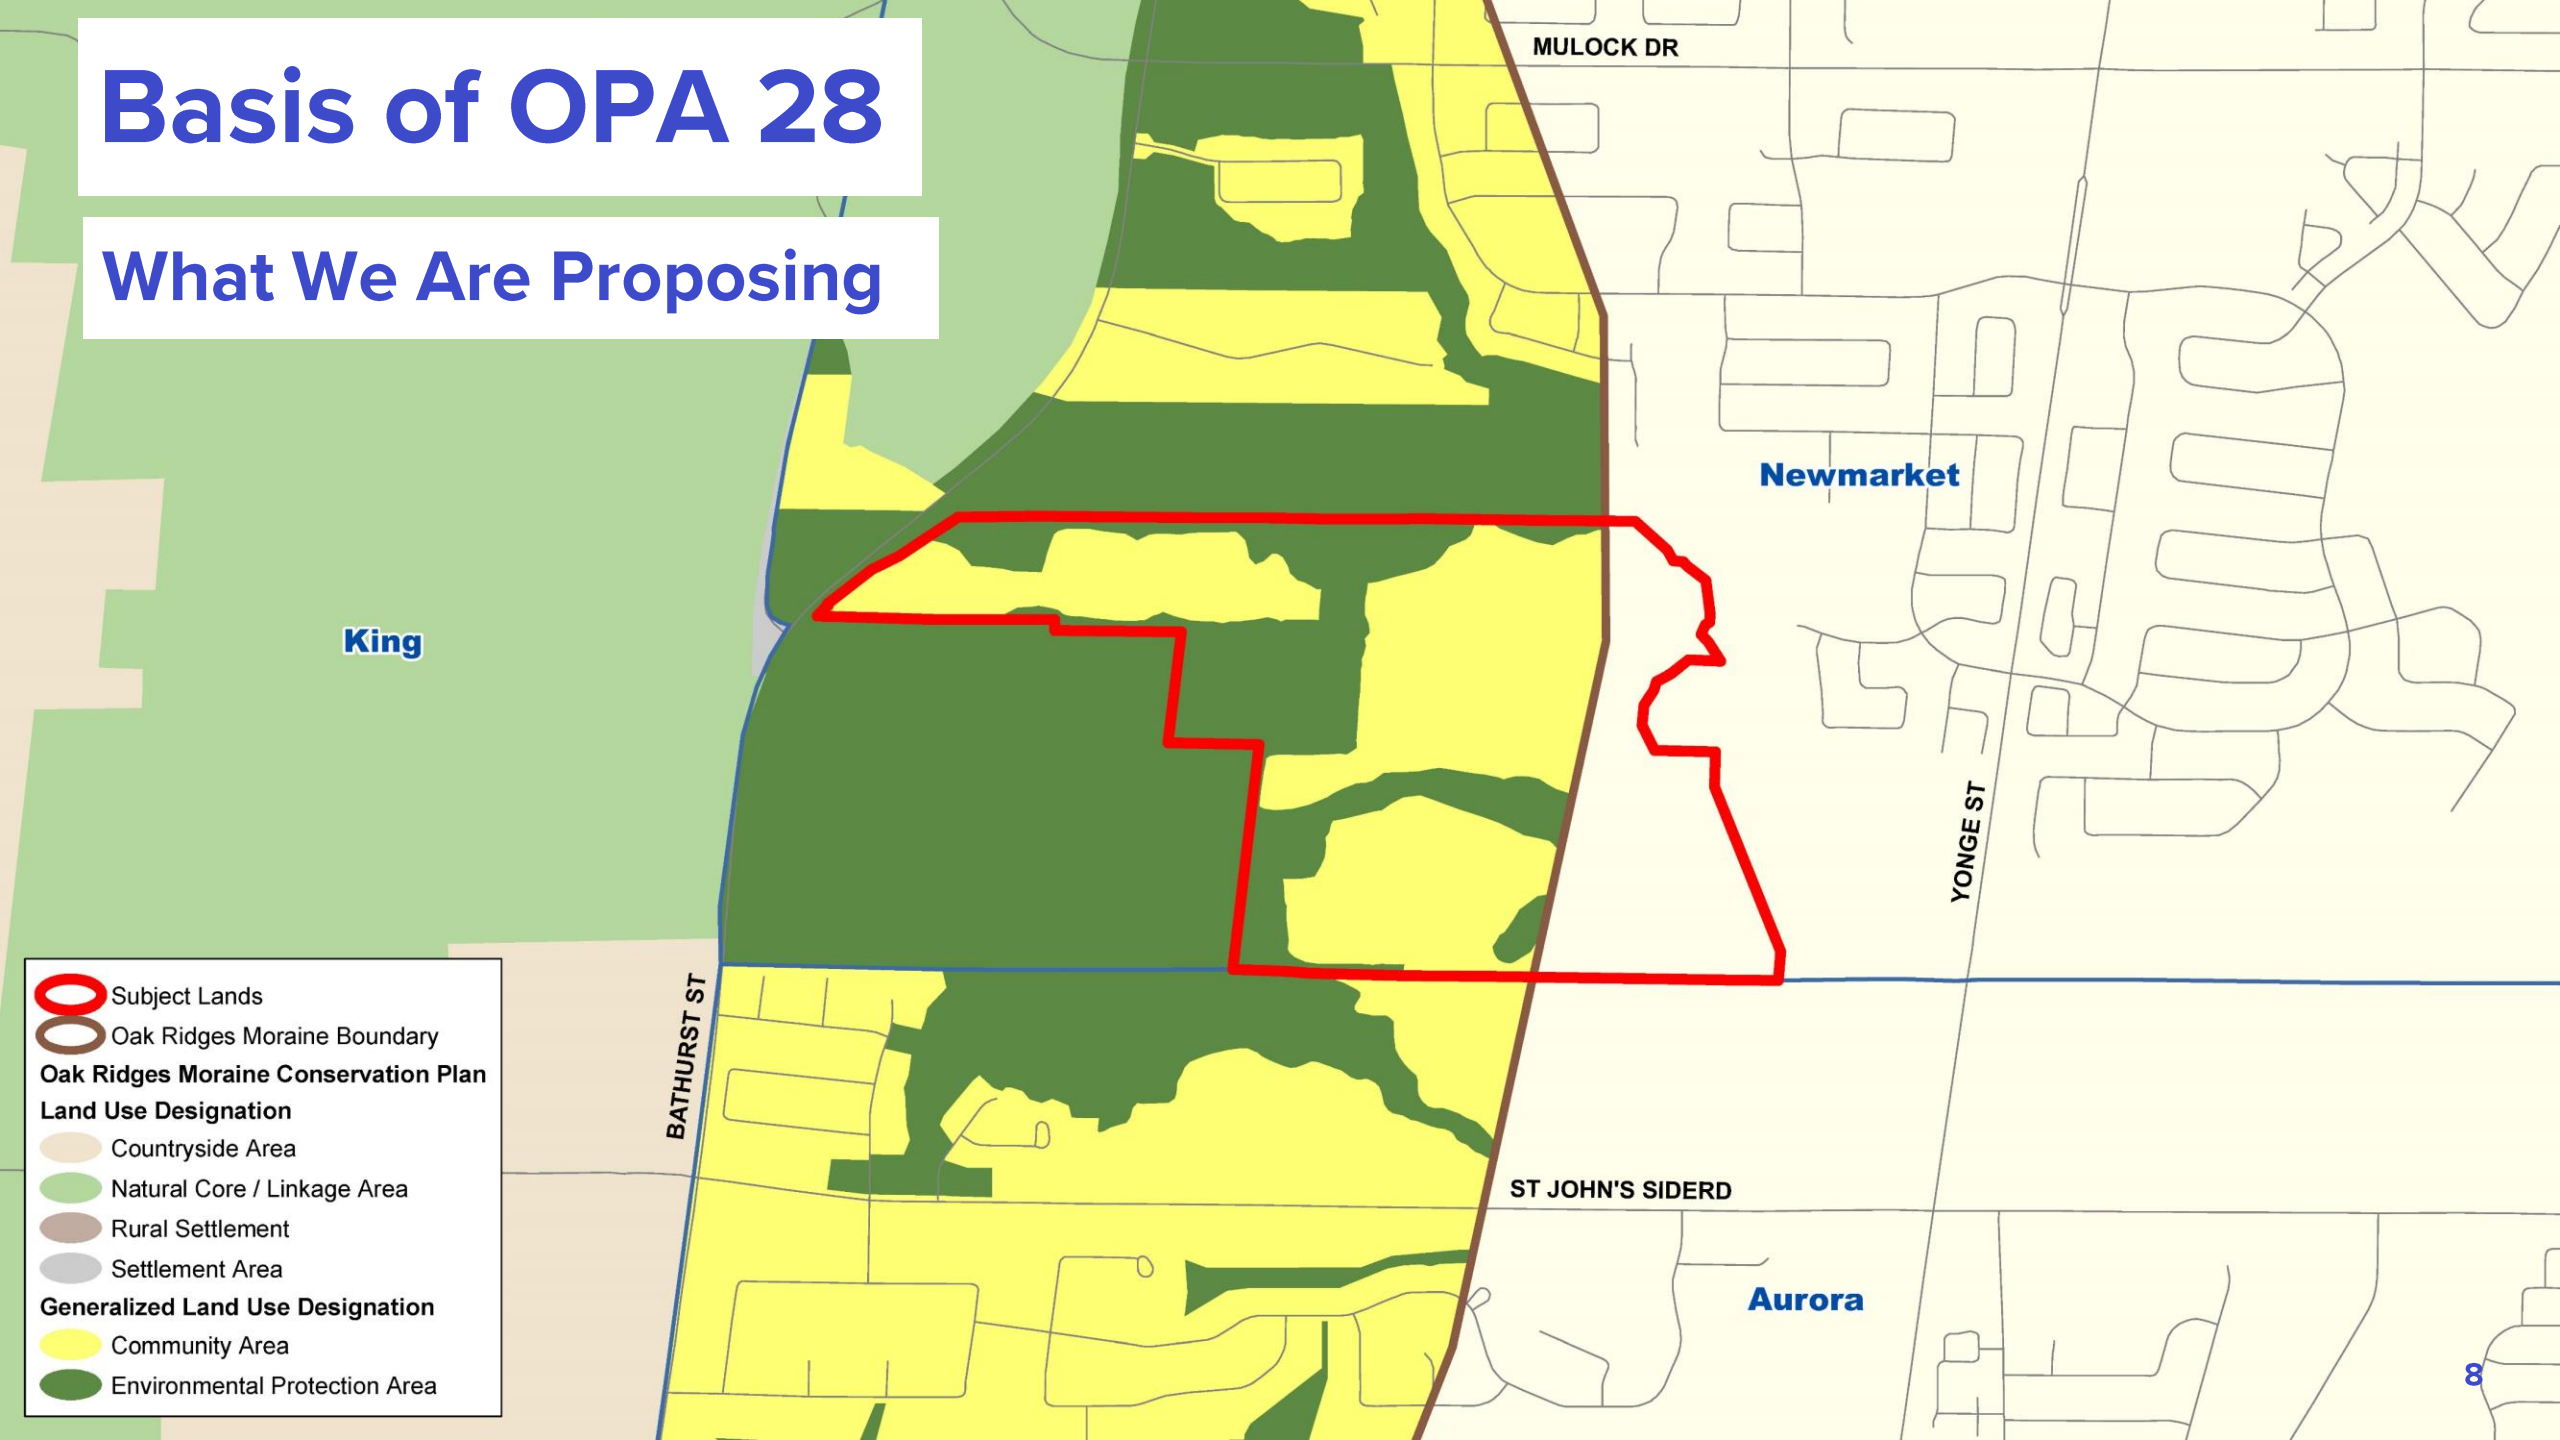 Basis of OPA 28
What We Are Proposing
MULOCK DR
Newmarket
King
YONGE ST
BATHURST ST
ST JOHN'S SIDERD
Aurora
Subject Lands
Oak Ridges Moraine Boundary
Oak Ridges Moraine Conservation Plan
Land Use Designation
Countryside Area
Natural Core / Linkage Area
Rural Settlement
Settlement Area
Generalized Land Use Designation
Community Area
Environmental Protection Area
8